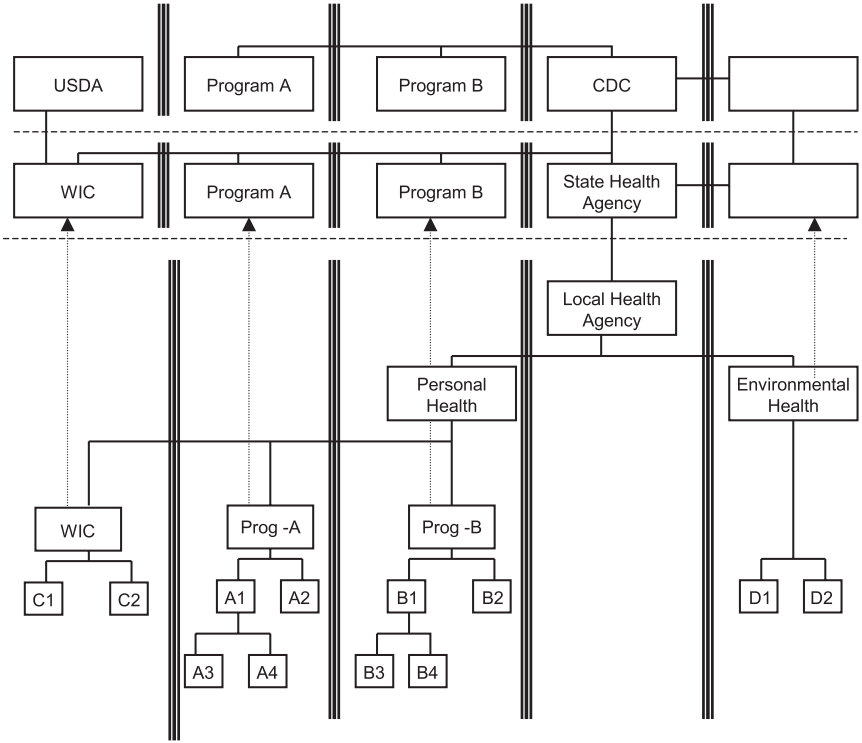 USDA
Program A
Program B
CDC
WIC
Program A
Program B
State Health
Agency
Local Health
Agency
Personal
Health
Environmental
Health
WIC
Prog -A
Prog -B
C1
C2
A1
A2
B1
B2
D1
D2
A3
A4
B3
B4